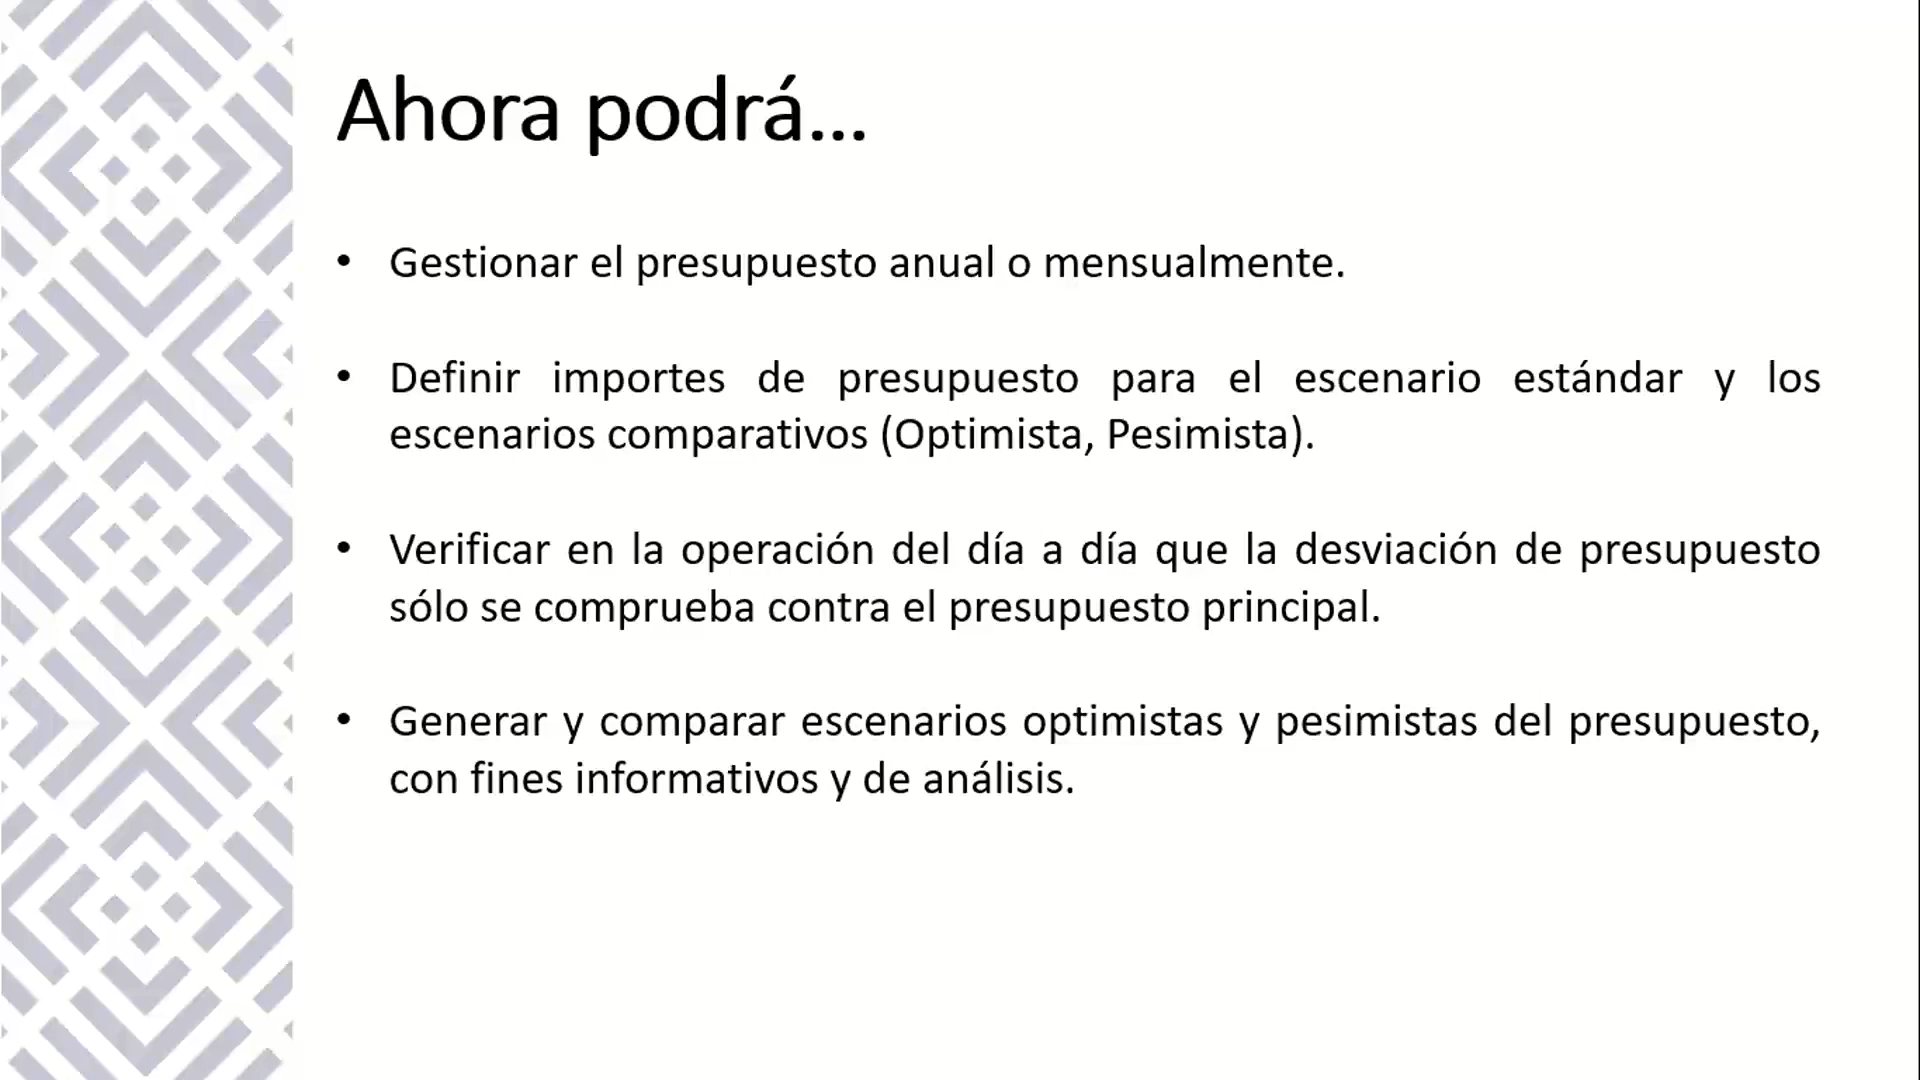 Ahora podrá...
• Gestionar el presupuesto anual o mensualmente.
• Definir importes de presupuesto para el escenario estándar y los
escenarios comparativos (Optimista, Pesimista).
• Verificar en la operación del día a día que la desviación de presupuesto
sólo se comprueba contra el presupuesto principal.
• Generar y comparar escenarios optimistas y pesimistas del presupuesto,
con fines informativos y de análisis.